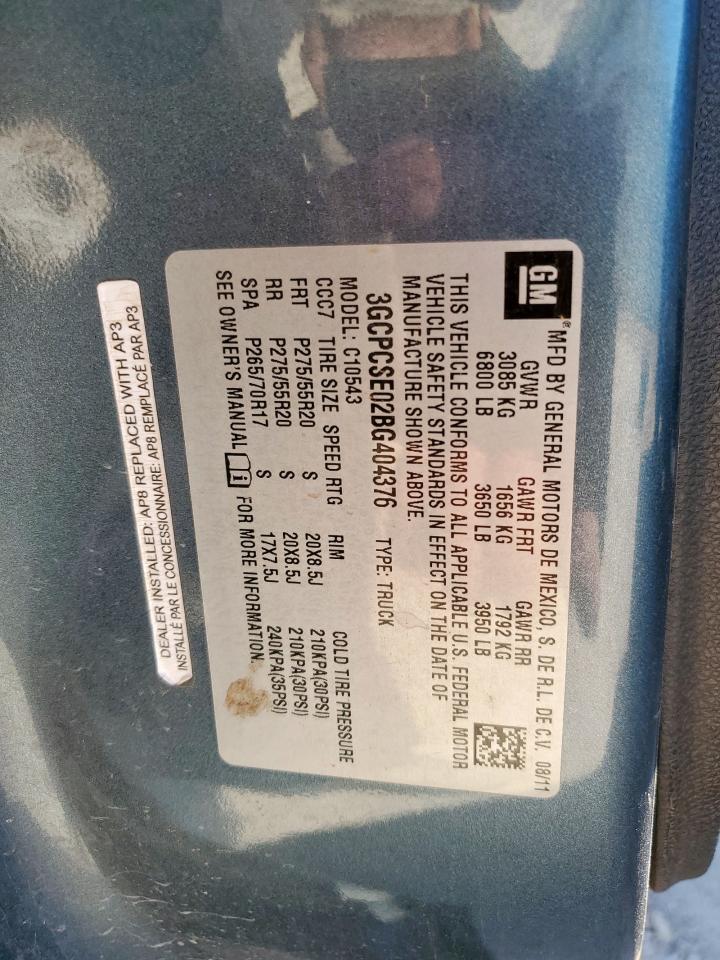 GM
® MFD BY GENERAL MOTORS DE MEXICO, S. DE R.L. DE C.V. 08/11
GVWR GAWR FRT GAWR RR
3085 KG 1656 KG 1792 KG
6800 LB 3650 LB 3950 LB
THIS VEHICLE CONFORMS TO ALL APPLICABLE U.S. FEDERAL MOTOR
VEHICLE SAFETY STANDARDS IN EFFECT ON THE DATE OF
MANUFACTURE SHOWN ABOVE.
3GCPCSE02BG404376 TYPE: TRUCK
MODEL: C10543
CCC7 TIRE SIZE SPEED RTG RIM COLD TIRE PRESSURE
FRT P275/55R20 S 20X8.5J 210KPA(30PSI)
RR P275/55R20 S 20X8.5J 210KPA(30PSI)
SPA P265/70R17 S 17X7.5J 240KPA(35PSI)
SEE OWNER'S MANUAL i FOR MORE INFORMATION.
DEALER INSTALLED: AP8 REPLACED WITH AP3
INSTALLÉ PAR LE CONCESSIONNAIRE: AP8 REMPLACÉ PAR AP3